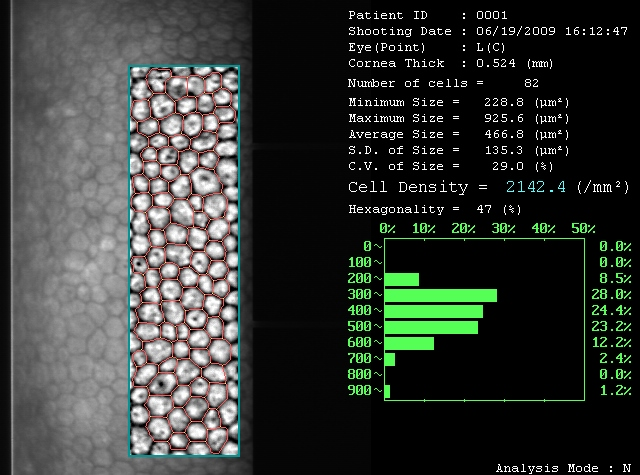 Patient ID : 0001
Shooting Date : 06/19/2009 16:12:47
Eye(Point) : L(C)
Cornea Thick : 0.524 (mm)
Number of cells = 82
Minimum Size = 228.8 (μm²)
Maximum Size = 925.6 (μm²)
Average Size = 466.8 (μm²)
S.D. of Size = 135.3 (μm²)
C.V. of Size = 29.0 (%)
Cell Density = 2142.4 (/mm²)
Hexagonality = 47 (%)
0% 10% 20% 30% 40% 50%
0~ 0.0%
100~ 0.0%
200~ 8.5%
300~ 28.0%
400~ 24.4%
500~ 23.2%
600~ 12.2%
700~ 2.4%
800~ 0.0%
900~ 1.2%
Analysis Mode : N